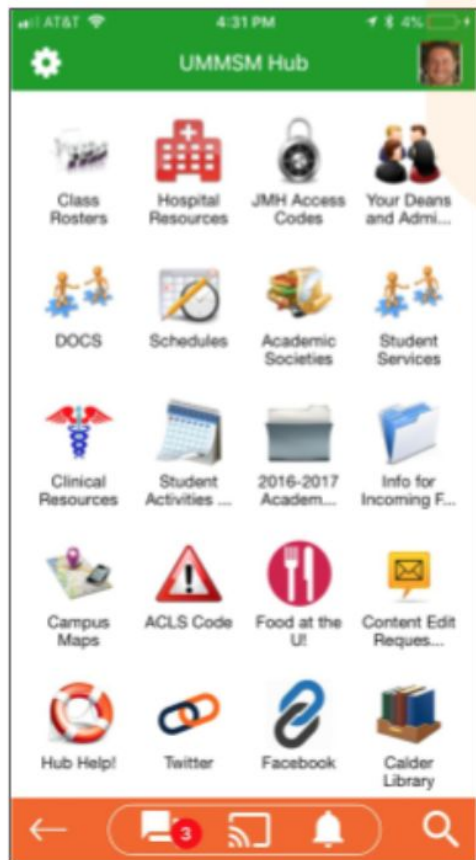 AT&T 4:31 PM 4%
UMMSM Hub
Class Rosters
Hospital Resources
JMH Access Codes
Your Deans and Admi...
DOCS
Schedules
Academic Societies
Student Services
Clinical Resources
Student Activities ...
2016-2017 Academ...
Info for Incoming F...
Campus Maps
ACLS Code
Food at the U!
Content Edit Reques...
Hub Help!
Twitter
Facebook
Calder Library
3